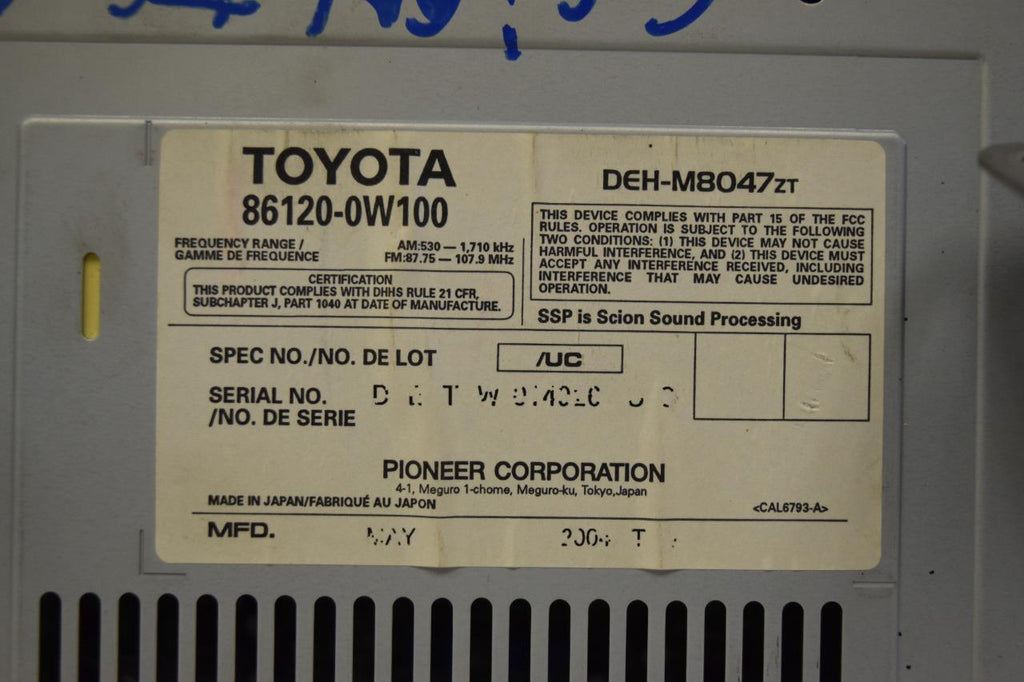 TOYOTA
86120-0W100
FREQUENCY RANGE / AM:530 — 1,710 kHz
GAMME DE FREQUENCE FM:87.75 — 107.9 MHz
CERTIFICATION
THIS PRODUCT COMPLIES WITH DHHS RULE 21 CFR,
SUBCHAPTER J, PART 1040 AT DATE OF MANUFACTURE.
DEH-M8047ZT
THIS DEVICE COMPLIES WITH PART 15 OF THE FCC
RULES. OPERATION IS SUBJECT TO THE FOLLOWING
TWO CONDITIONS: (1) THIS DEVICE MAY NOT CAUSE
HARMFUL INTERFERENCE, AND (2) THIS DEVICE MUST
ACCEPT ANY INTERFERENCE RECEIVED, INCLUDING
INTERFERENCE THAT MAY CAUSE UNDESIRED
OPERATION.
SSP is Scion Sound Processing
SPEC NO./NO. DE LOT /UC
SERIAL NO.
/NO. DE SERIE
PIONEER CORPORATION
4-1, Meguro 1-chome, Meguro-ku, Tokyo,Japan
MADE IN JAPAN/FABRIQUÉ AU JAPON
<CAL6793-A>
MFD. MAY 2004 T